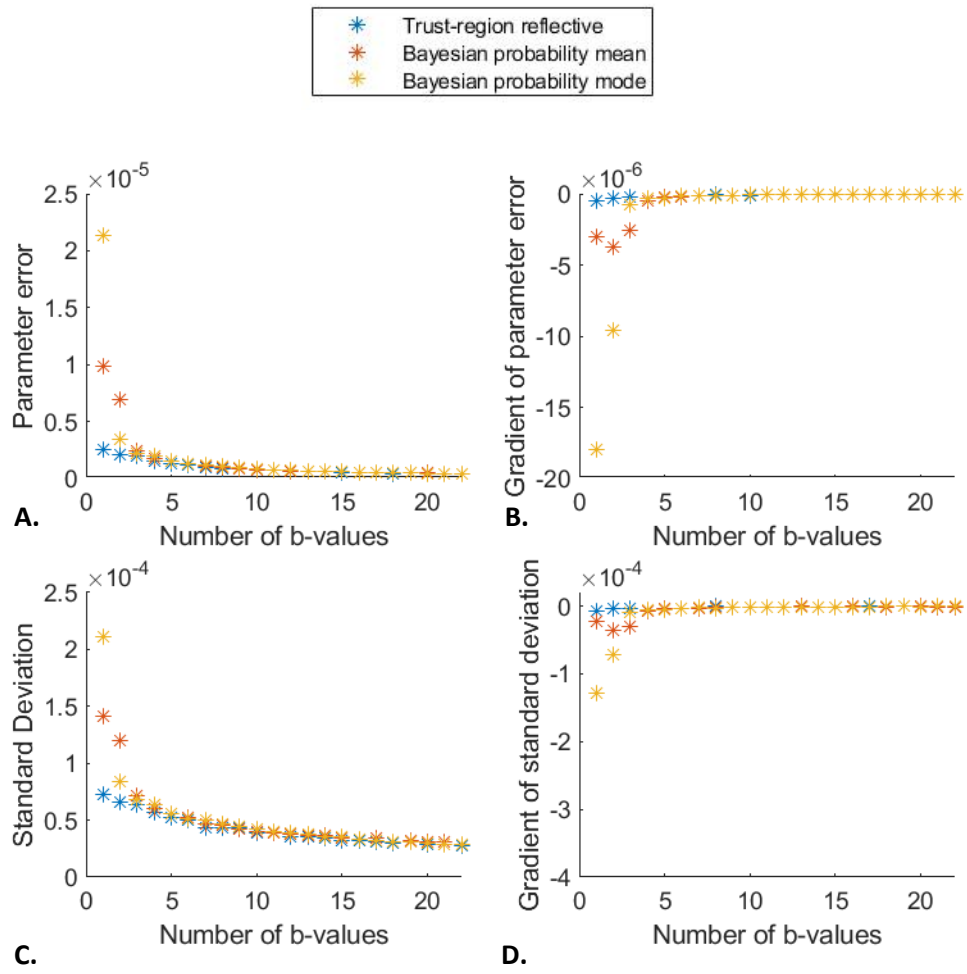 Trust-region reflective
Bayesian probability mean
Bayesian probability mode
×10⁻⁵
2.5
2
1.5
1
0.5
0
Parameter error
0 5 10 15 20
Number of b-values
A.
×10⁻⁶
0
-5
-10
-15
-20
Gradient of parameter error
0 5 10 15 20
Number of b-values
B.
×10⁻⁴
2.5
2
1.5
1
0.5
0
Standard Deviation
0 5 10 15 20
Number of b-values
C.
×10⁻⁴
0
-1
-2
-3
-4
Gradient of standard deviation
0 5 10 15 20
Number of b-values
D.